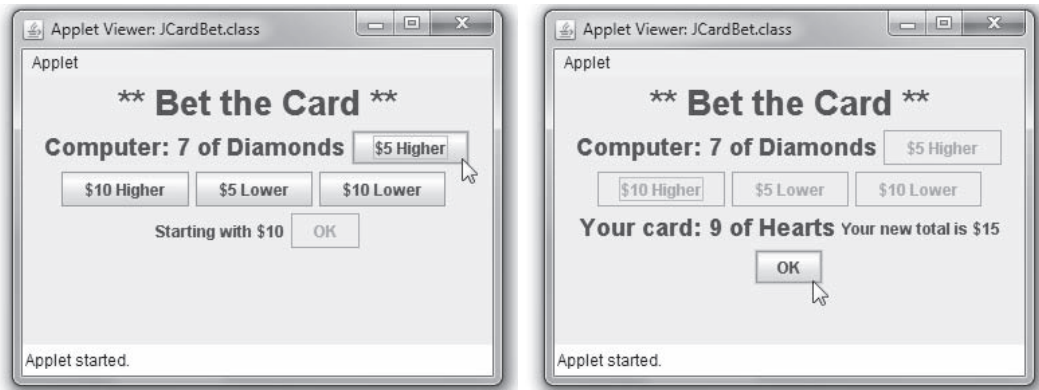 Applet Viewer: JCardBet.class
Applet
** Bet the Card **
Computer: 7 of Diamonds $5 Higher
$10 Higher $5 Lower $10 Lower
Starting with $10 OK
Applet started.
Applet Viewer: JCardBet.class
Applet
** Bet the Card **
Computer: 7 of Diamonds $5 Higher
$10 Higher $5 Lower $10 Lower
Your card: 9 of Hearts Your new total is $15
OK
Applet started.